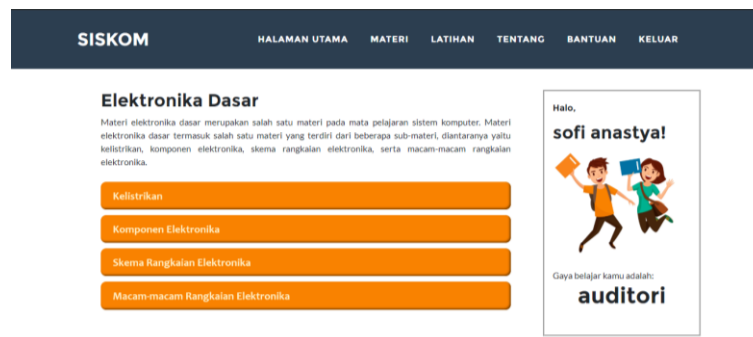 SISKOM
HALAMAN UTAMA MATERI LATIHAN TENTANG BANTUAN KELUAR
Elektronika Dasar
Materi elektronika dasar merupakan salah satu materi pada mata pelajaran sistem komputer. Materi
elektronika dasar termasuk salah satu materi yang terdiri dari beberapa sub-materi, diantaranya yaitu
kelistrikan, komponen elektronika, skema rangkaian elektronika, serta macam-macam rangkaian
elektronika.
Kelistrikan
Komponen Elektronika
Skema Rangkaian Elektronika
Macam-macam Rangkaian Elektronika
Halo,
sofi anastya!
Gaya belajar kamu adalah:
auditori